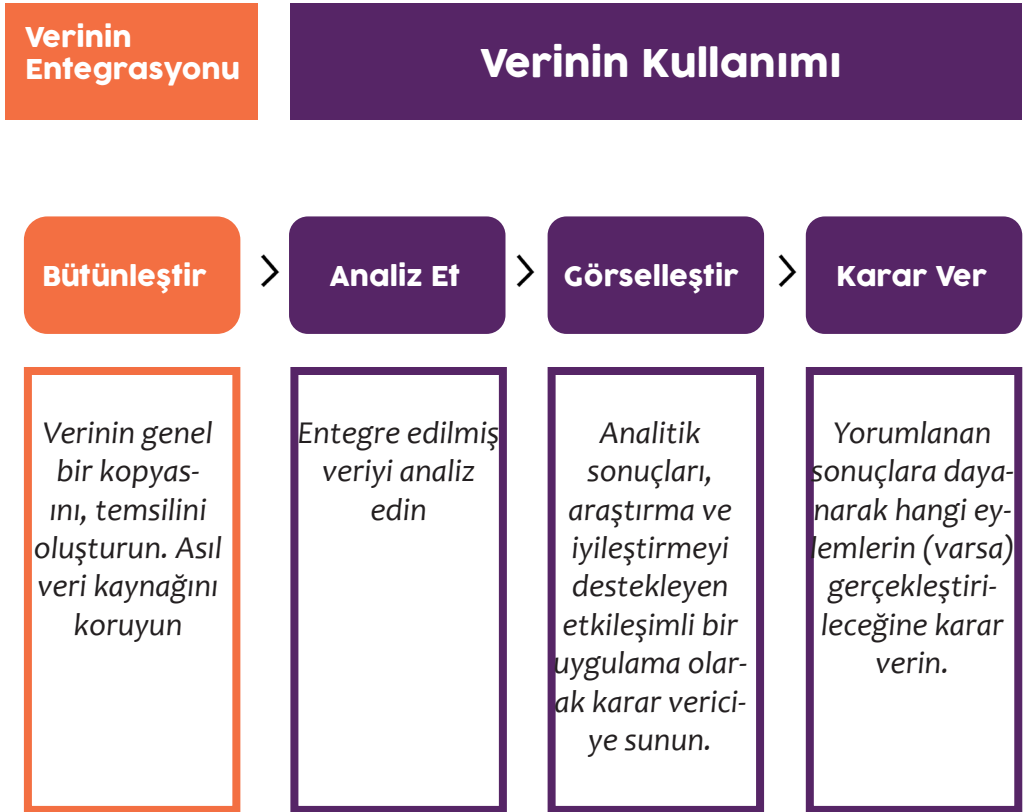 Verinin
Entegrasyonu
Verinin Kullanımı
Bütünleştir
Analiz Et
Görselleştir
Karar Ver
Verinin genel
bir kopyas-
ını, temsilini
oluşturun. Asıl
veri kaynağını
koruyun
Entegre edilmiş
veriyi analiz
edin
Analitik
sonuçları,
araştırma ve
iyileştirmeyi
destekleyen
etkileşimli bir
uygulama olar-
ak karar verici-
ye sunun.
Yorumlanan
sonuçlara daya-
narak hangi ey-
lemlerin (varsa)
gerçekleştiri-
leceğine karar
verin.